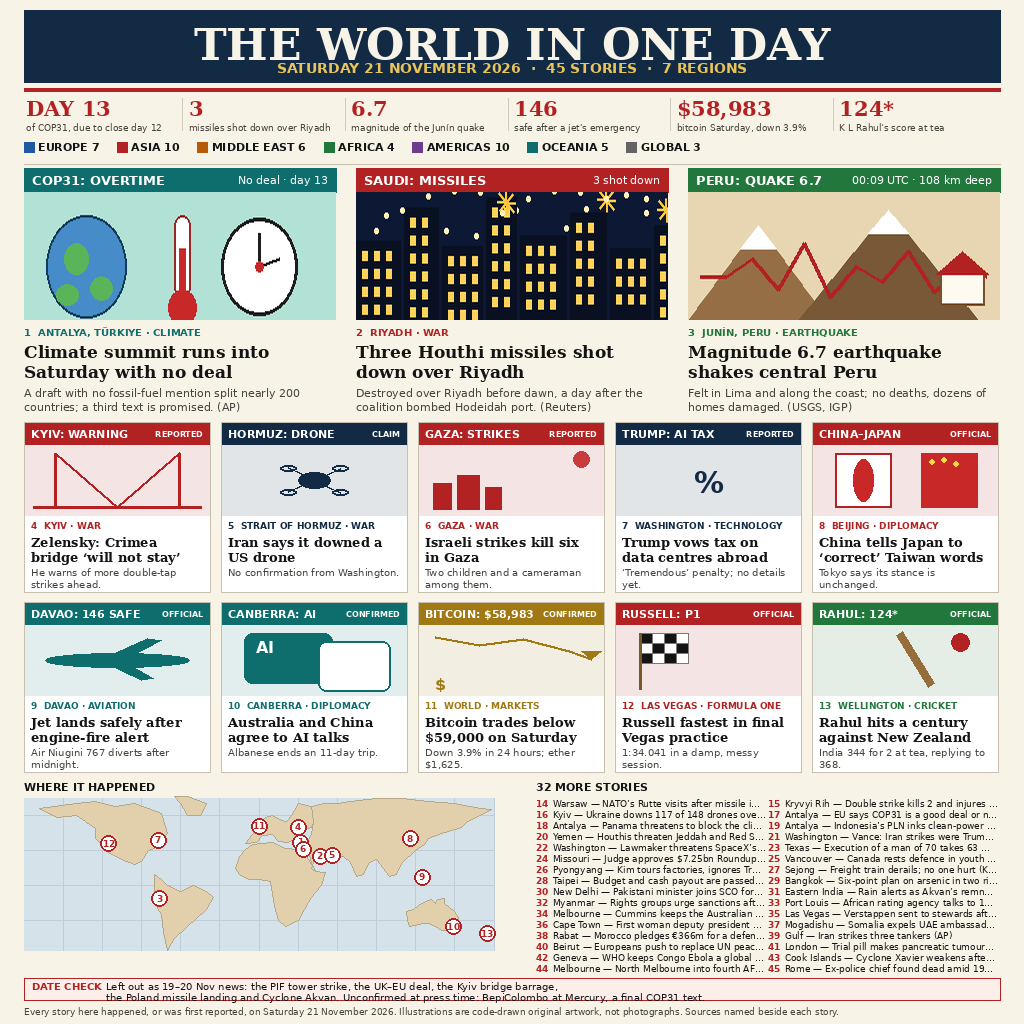 THE WORLD IN ONE DAY
SATURDAY 21 NOVEMBER 2026 · 45 STORIES · 7 REGIONS
DAY 13
of COP31, due to close day 12
3
missiles shot down over Riyadh
6.7
magnitude of the Junín quake
146
safe after a jet's emergency
$58,983
bitcoin Saturday, down 3.9%
124*
K L Rahul's score at tea
EUROPE 7
ASIA 10
MIDDLE EAST 6
AFRICA 4
AMERICAS 10
OCEANIA 5
GLOBAL 3
COP31: OVERTIME
No deal · day 13
1 ANTALYA, TÜRKIYE · CLIMATE
Climate summit runs into
Saturday with no deal
A draft with no fossil-fuel mention split nearly 200
countries; a third text is promised. (AP)
SAUDI: MISSILES
3 shot down
2 RIYADH · WAR
Three Houthi missiles shot
down over Riyadh
Destroyed over Riyadh before dawn, a day after the
coalition bombed Hodeidah port. (Reuters)
PERU: QUAKE 6.7
00:09 UTC · 108 km deep
3 JUNÍN, PERU · EARTHQUAKE
Magnitude 6.7 earthquake
shakes central Peru
Felt in Lima and along the coast; no deaths, dozens of
homes damaged. (USGS, IGP)
KYIV: WARNING
REPORTED
4 KYIV · WAR
Zelensky: Crimea
bridge ‘will not stay’
He warns of more double-tap
strikes ahead.
HORMUZ: DRONE
CLAIM
5 STRAIT OF HORMUZ · WAR
Iran says it downed a
US drone
No confirmation from Washington.
GAZA: STRIKES
REPORTED
6 GAZA · WAR
Israeli strikes kill six
in Gaza
Two children and a cameraman
among them.
TRUMP: AI TAX
REPORTED
%
7 WASHINGTON · TECHNOLOGY
Trump vows tax on
data centres abroad
‘Tremendous’ penalty; no details
yet.
CHINA–JAPAN
OFFICIAL
8 BEIJING · DIPLOMACY
China tells Japan to
‘correct’ Taiwan words
Tokyo says its stance is
unchanged.
DAVAO: 146 SAFE
OFFICIAL
9 DAVAO · AVIATION
Jet lands safely after
engine-fire alert
Air Niugini 767 diverts after
midnight.
CANBERRA: AI
CONFIRMED
AI
10 CANBERRA · DIPLOMACY
Australia and China
agree to AI talks
Albanese ends an 11-day trip.
BITCOIN: $58,983
CONFIRMED
$
11 WORLD · MARKETS
Bitcoin trades below
$59,000 on Saturday
Down 3.9% in 24 hours; ether
$1,625.
RUSSELL: P1
OFFICIAL
12 LAS VEGAS · FORMULA ONE
Russell fastest in final
Vegas practice
1:34.041 in a damp, messy
session.
RAHUL: 124*
OFFICIAL
13 WELLINGTON · CRICKET
Rahul hits a century
against New Zealand
India 344 for 2 at tea, replying to
368.
WHERE IT HAPPENED
12
7
11
4
6
2
5
8
9
3
10
13
32 MORE STORIES
14 Warsaw — NATO’s Rutte visits after missile i...
15 Kryvyi Rih — Double strike kills 2 and injures ...
16 Kyiv — Ukraine downs 117 of 148 drones ove...
17 Antalya — EU says COP31 is a good deal or n...
18 Antalya — Panama threatens to block the cli...
19 Antalya — Indonesia’s PLN inks clean-power ...
20 Yemen — Houthis threaten Jeddah and Red S...
21 Washington — Vance: Iran strikes were Trum...
22 Washington — Lawmaker threatens SpaceX’s...
23 Texas — Execution of a man of 70 takes 63 ...
24 Missouri — Judge approves $7.25bn Roundup...
25 Vancouver — Canada rests defence in youth ...
26 Pyongyang — Kim tours factories, ignores Tr...
27 Sejong — Freight train derails; no one hurt (K...
28 Taipei — Budget and cash payout are passed...
29 Bangkok — Six-point plan on arsenic in two ri...
30 New Delhi — Pakistani minister joins SCO for...
31 Eastern India — Rain alerts as Akvan’s remn...
32 Myanmar — Rights groups urge sanctions aft...
33 Port Louis — African rating agency talks to 1...
34 Melbourne — Cummins keeps the Australian ...
35 Las Vegas — Verstappen sent to stewards aft...
36 Cape Town — First woman deputy president ...
37 Mogadishu — Somalia expels UAE ambassad...
38 Rabat — Morocco pledges €366m for a defen...
39 Gulf — Iran strikes three tankers (AP)
40 Beirut — Europeans push to replace UN peac...
41 London — Trial pill makes pancreatic tumour...
42 Geneva — WHO keeps Congo Ebola a global ...
43 Cook Islands — Cyclone Xavier weakens afte...
44 Melbourne — North Melbourne into fourth AF...
45 Rome — Ex-police chief found dead amid 19...
DATE CHECK Left out as 19–20 Nov news: the PIF tower strike, the UK–EU deal, the Kyiv bridge barrage,
the Poland missile landing and Cyclone Akvan. Unconfirmed at press time: BepiColombo at Mercury, a final COP31 text.
Every story here happened, or was first reported, on Saturday 21 November 2026. Illustrations are code-drawn original artwork, not photographs. Sources named beside each story.